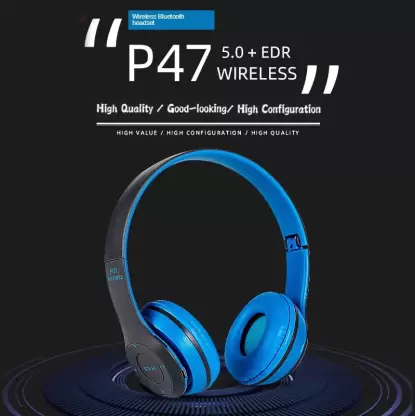 Wireless Bluetooth
headset
“
P47
5.0 + EDR
WIRELESS
”
High Quality / Good-looking/ High Configuration
HIGH VALUE / HIGH CONFIGURATION / HIGH QUALITY
P47